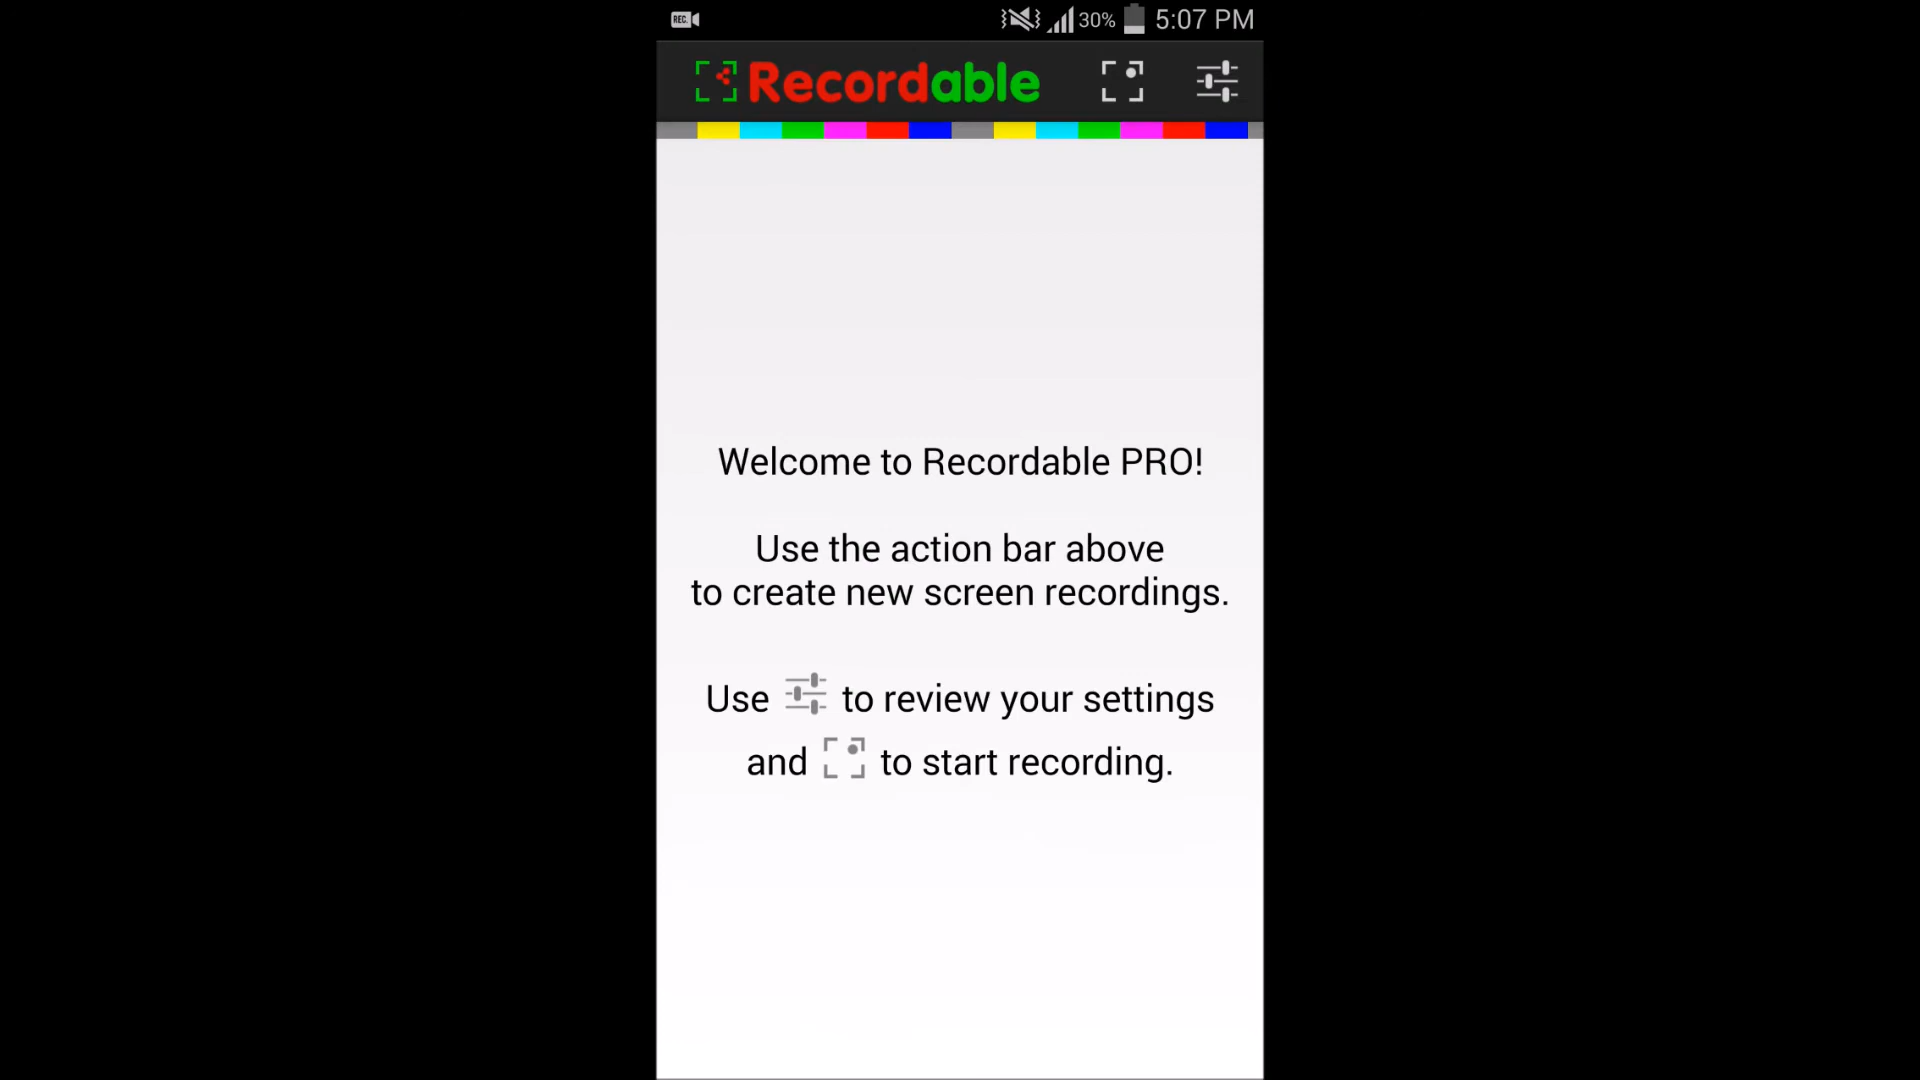 REC.
30% 5:07 PM
Recordable
Welcome to Recordable PRO!
Use the action bar above
to create new screen recordings.
Use to review your settings
and to start recording.